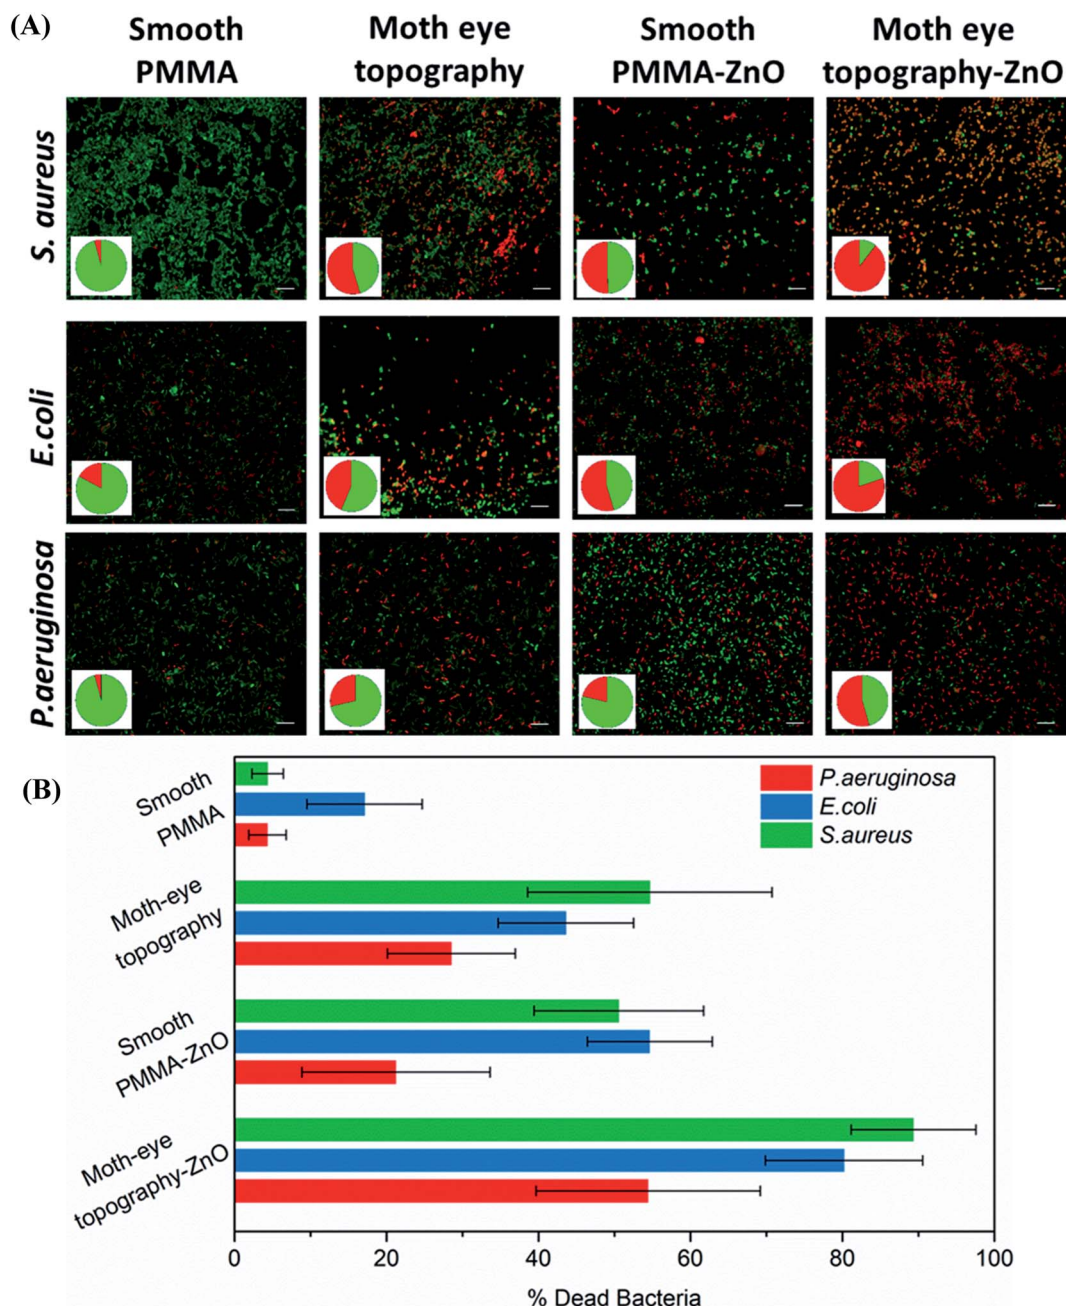 (A)
Smooth
PMMA
Moth eye
topography
Smooth
PMMA-ZnO
Moth eye
topography-ZnO
S. aureus
E.coli
P.aeruginosa
(B)
P.aeruginosa
E.coli
S.aureus
Smooth
PMMA
Moth-eye
topography
Smooth
PMMA-ZnO
Moth-eye
topography-ZnO
0 20 40 60 80 100
% Dead Bacteria